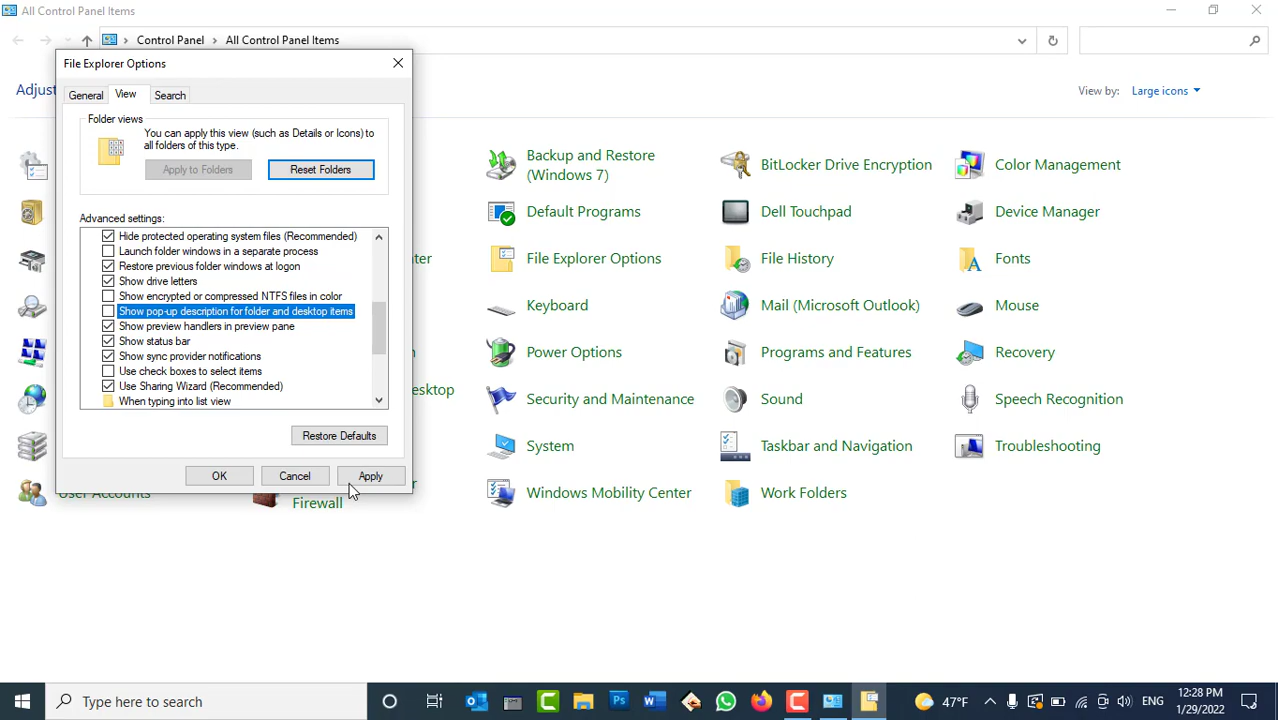 All Control Panel Items
Control Panel
All Control Panel Items
File Explorer Options
Adjust
View by:
Large icons
General
View
Search
Folder views
You can apply this view (such as Details or Icons) to
all folders of this type.
Apply to Folders
Reset Folders
Advanced settings:
Hide protected operating system files (Recommended)
Launch folder windows in a separate process
Restore previous folder windows at logon
Show drive letters
Show encrypted or compressed NTFS files in color
Show pop-up description for folder and desktop items
Show preview handlers in preview pane
Show status bar
Show sync provider notifications
Use check boxes to select items
Use Sharing Wizard (Recommended)
When typing into list view
Restore Defaults
OK
Cancel
Apply
User Accounts
Firewall
Backup and Restore
(Windows 7)
BitLocker Drive Encryption
Color Management
Default Programs
Dell Touchpad
Device Manager
File Explorer Options
File History
Fonts
Keyboard
Mail (Microsoft Outlook)
Mouse
Power Options
Programs and Features
Recovery
Security and Maintenance
Sound
Speech Recognition
System
Taskbar and Navigation
Troubleshooting
Windows Mobility Center
Work Folders
Type here to search
47°F
ENG
12:28 PM
1/29/2022